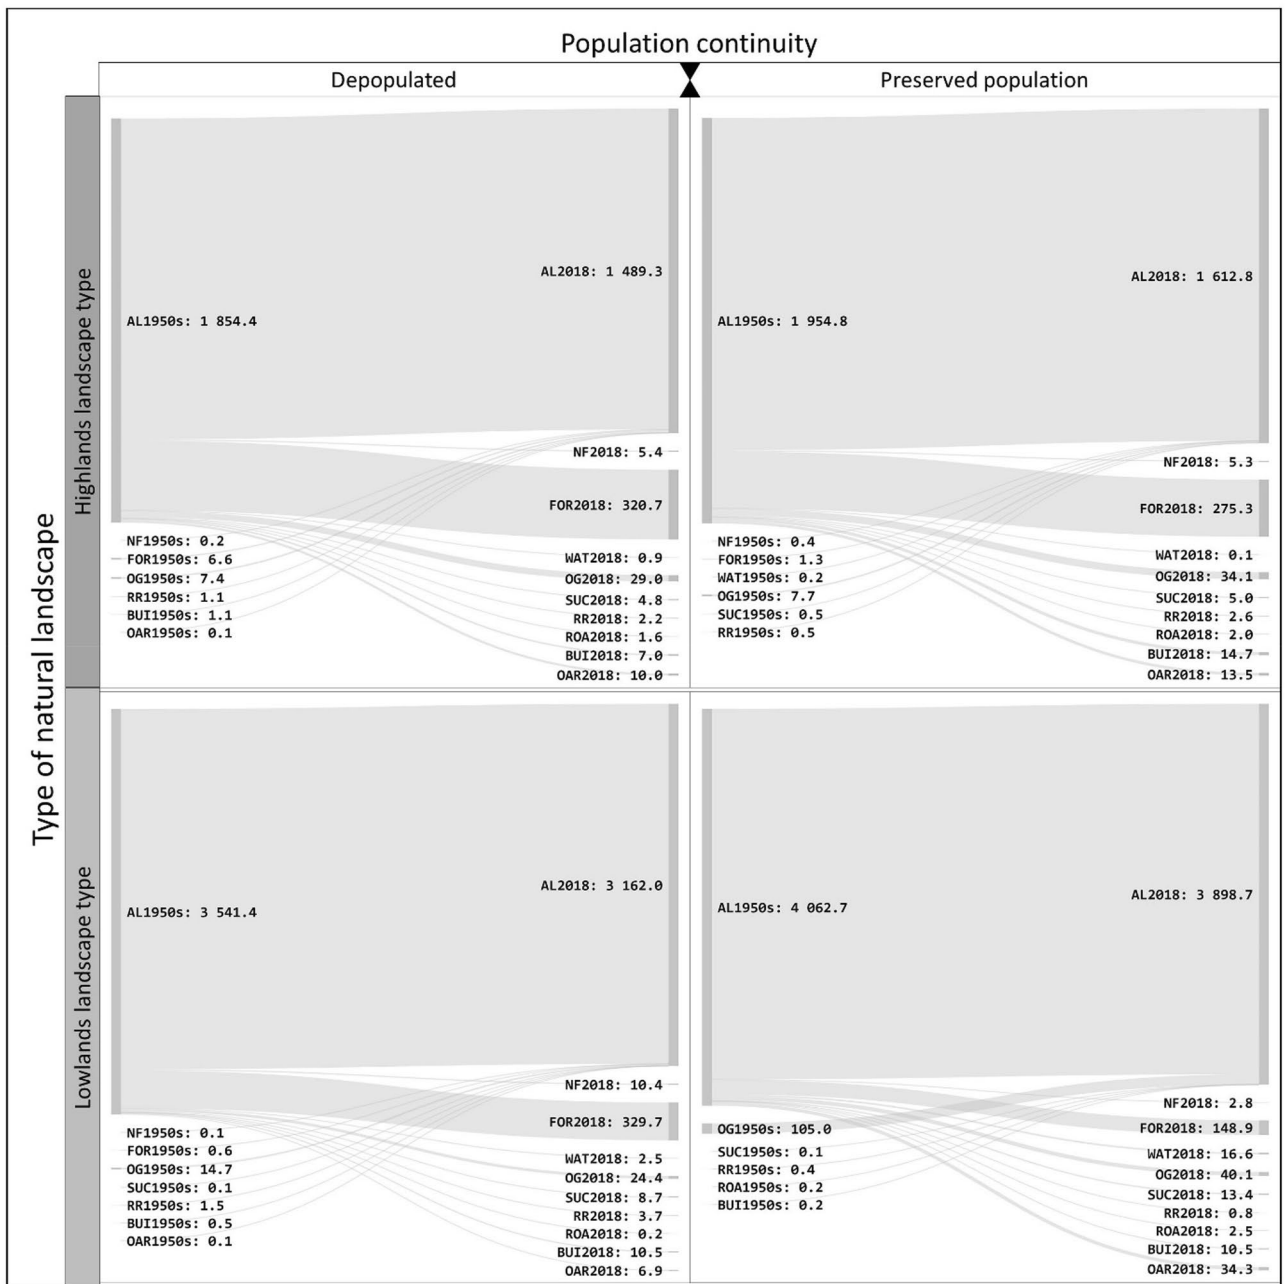 Population continuity
Depopulated
Preserved population
Type of natural landscape
Highlands landscape type
AL1950s: 1 854.4
NF1950s: 0.2
FOR1950s: 6.6
OG1950s: 7.4
RR1950s: 1.1
BUI1950s: 1.1
OAR1950s: 0.1
AL2018: 1 489.3
NF2018: 5.4
FOR2018: 320.7
WAT2018: 0.9
OG2018: 29.0
SUC2018: 4.8
RR2018: 2.2
ROA2018: 1.6
BUI2018: 7.0
OAR2018: 10.0
AL1950s: 1 954.8
NF1950s: 0.4
FOR1950s: 1.3
WAT1950s: 0.2
OG1950s: 7.7
SUC1950s: 0.5
RR1950s: 0.5
AL2018: 1 612.8
NF2018: 5.3
FOR2018: 275.3
WAT2018: 0.1
OG2018: 34.1
SUC2018: 5.0
RR2018: 2.6
ROA2018: 2.0
BUI2018: 14.7
OAR2018: 13.5
Lowlands landscape type
AL1950s: 3 541.4
NF1950s: 0.1
FOR1950s: 0.6
OG1950s: 14.7
SUC1950s: 0.1
RR1950s: 1.5
BUI1950s: 0.5
OAR1950s: 0.1
AL2018: 3 162.0
NF2018: 10.4
FOR2018: 329.7
WAT2018: 2.5
OG2018: 24.4
SUC2018: 8.7
RR2018: 3.7
ROA2018: 0.2
BUI2018: 10.5
OAR2018: 6.9
AL1950s: 4 062.7
OG1950s: 105.0
SUC1950s: 0.1
RR1950s: 0.4
ROA1950s: 0.2
BUI1950s: 0.2
AL2018: 3 898.7
NF2018: 2.8
FOR2018: 148.9
WAT2018: 16.6
OG2018: 40.1
SUC2018: 13.4
RR2018: 0.8
ROA2018: 2.5
BUI2018: 10.5
OAR2018: 34.3